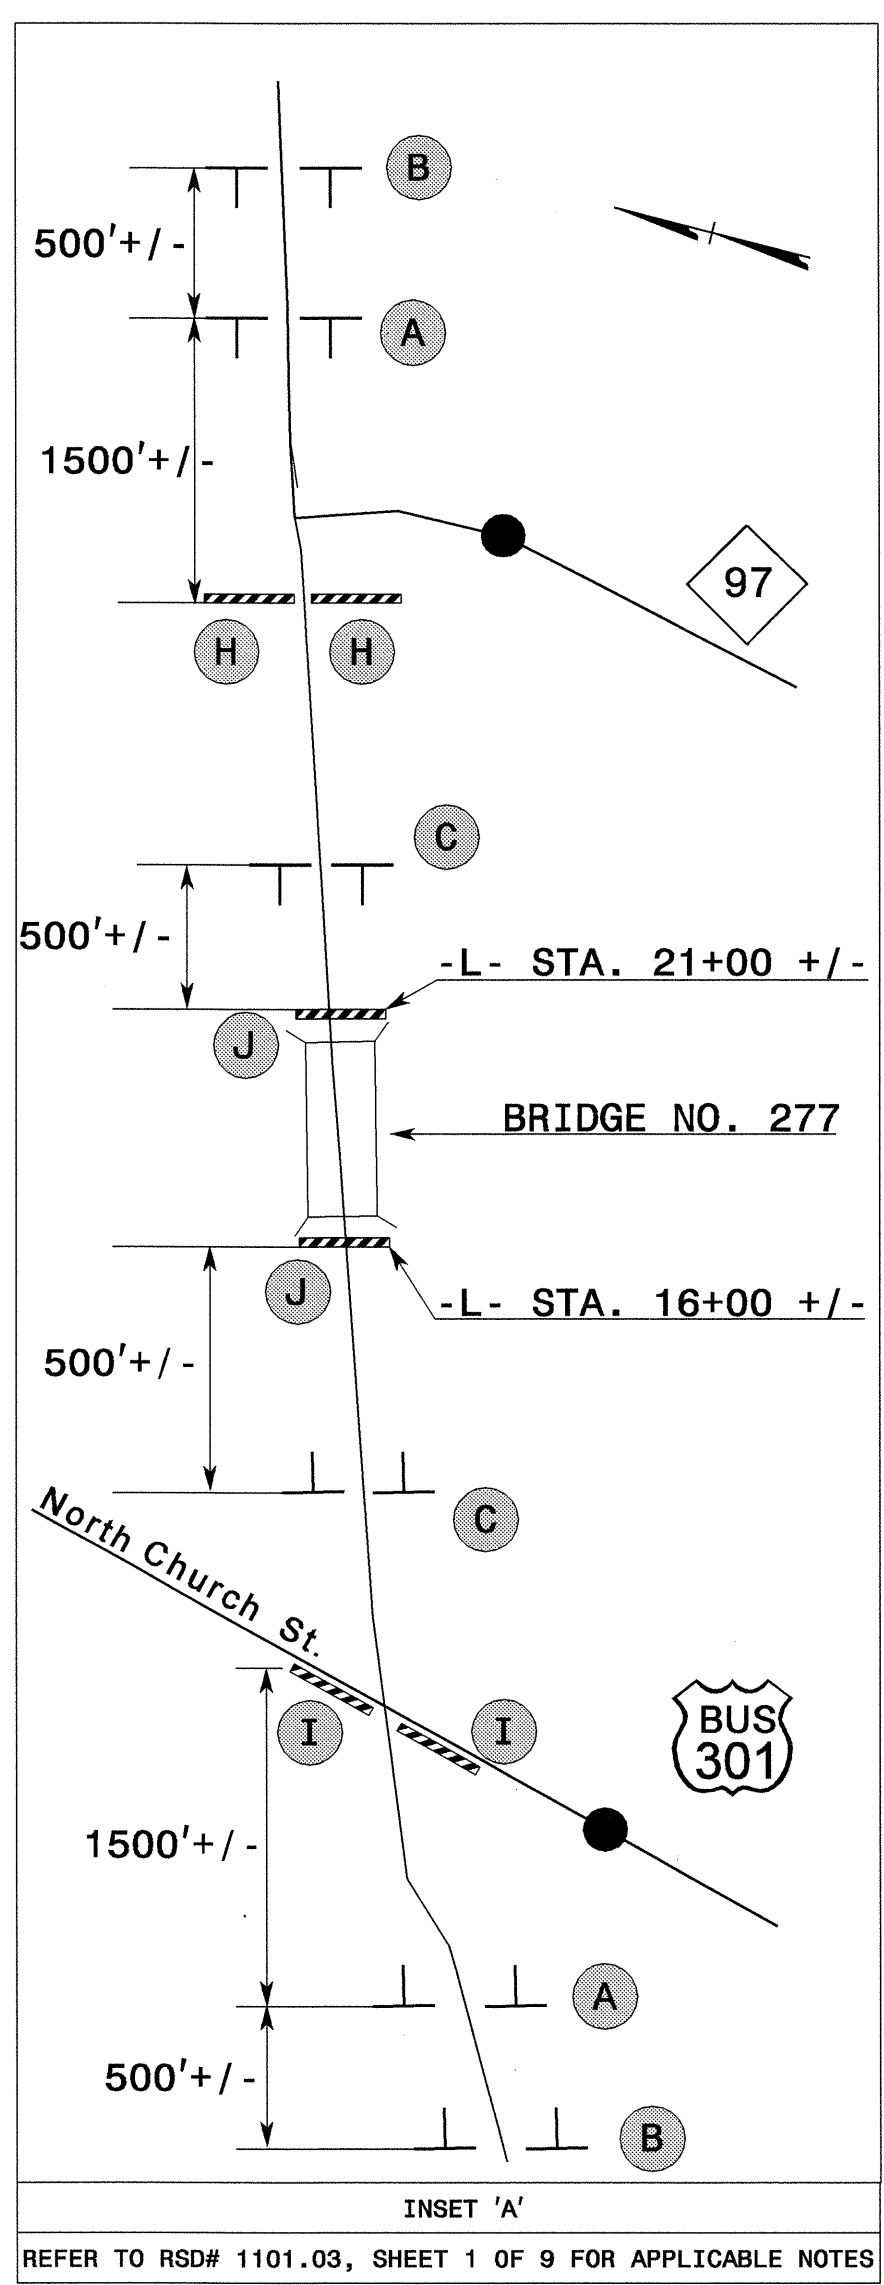 B
500'+/-
A
1500'+/-
97
H H
C
500'+/-
-L- STA. 21+00 +/-
J
BRIDGE NO. 277
J
-L- STA. 16+00 +/-
500'+/-
C
North Church St.
I I
BUS
301
1500'+/-
A
500'+/-
B
INSET 'A'
REFER TO RSD# 1101.03, SHEET 1 OF 9 FOR APPLICABLE NOTES